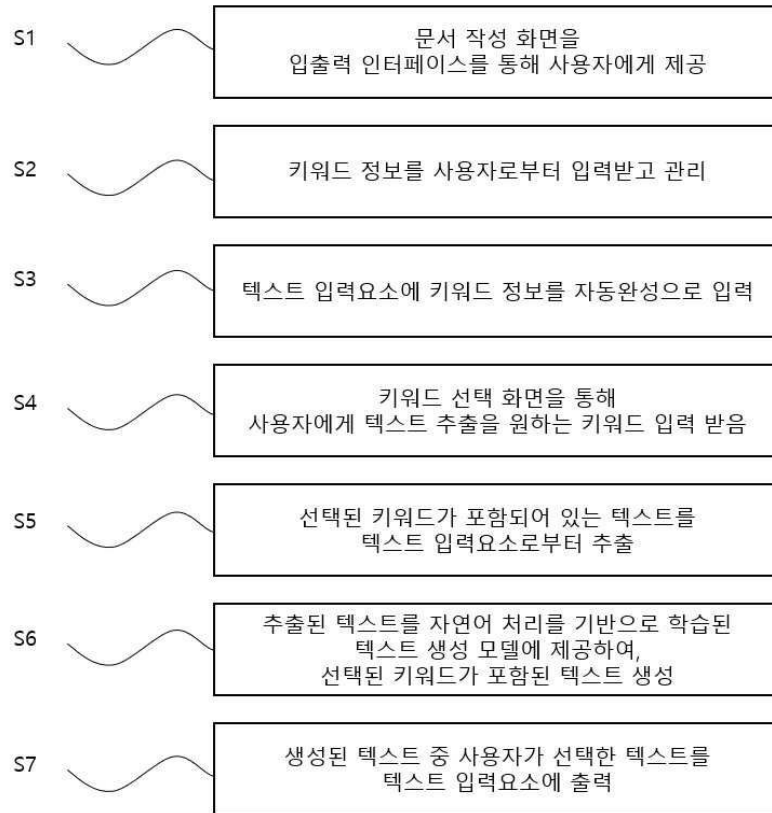 S1
문서 작성 화면을
입출력 인터페이스를 통해 사용자에게 제공
S2
키워드 정보를 사용자로부터 입력받고 관리
S3
텍스트 입력요소에 키워드 정보를 자동완성으로 입력
S4
키워드 선택 화면을 통해
사용자에게 텍스트 추출을 원하는 키워드 입력 받음
S5
선택된 키워드가 포함되어 있는 텍스트를
텍스트 입력요소로부터 추출
S6
추출된 텍스트를 자연어 처리를 기반으로 학습된
텍스트 생성 모델에 제공하여,
선택된 키워드가 포함된 텍스트 생성
S7
생성된 텍스트 중 사용자가 선택한 텍스트를
텍스트 입력요소에 출력